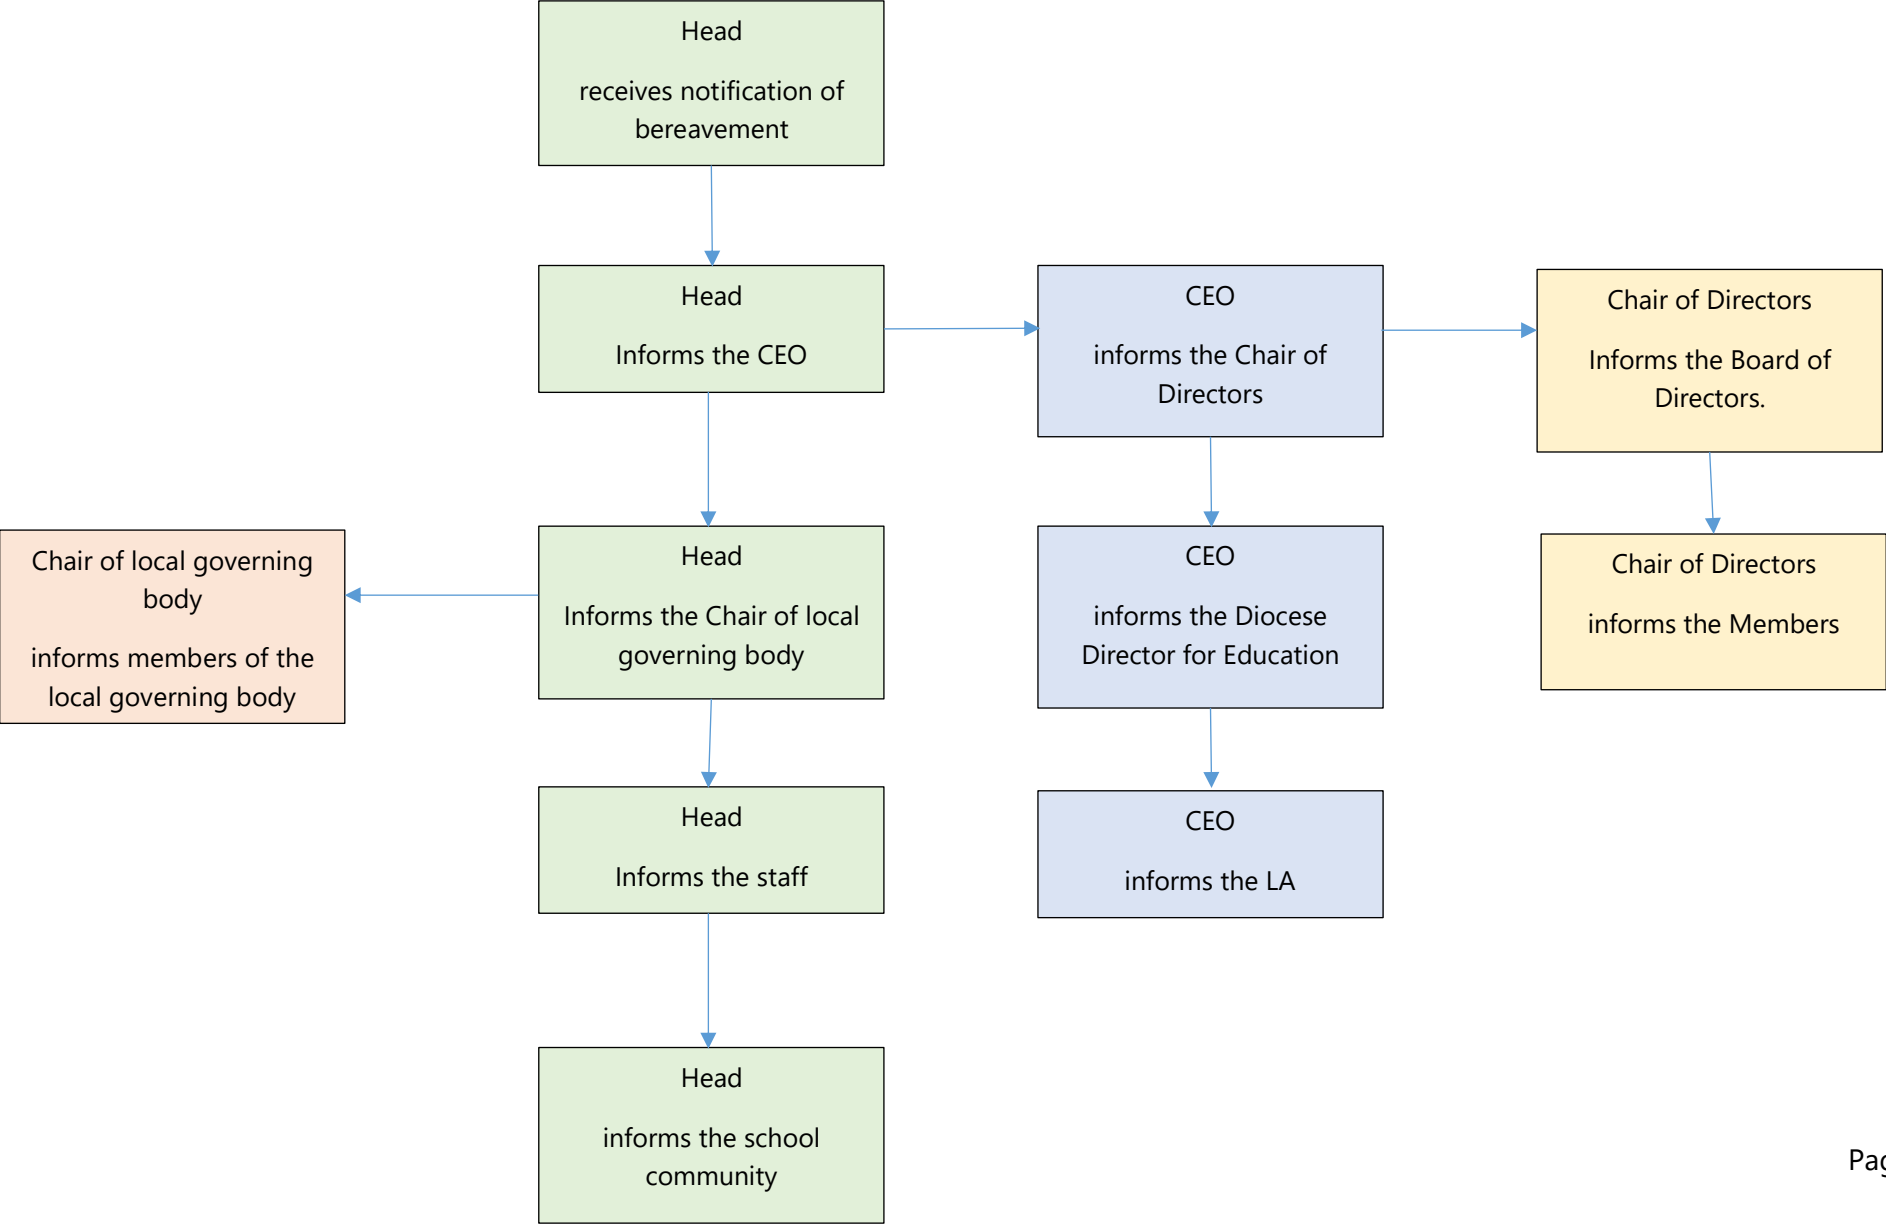 Head
receives notification of
bereavement
Head
Informs the CEO
CEO
informs the Chair of
Directors
Chair of Directors
Informs the Board of
Directors.
Chair of local governing
body
informs members of the
local governing body
Head
Informs the Chair of local
governing body
CEO
informs the Diocese
Director for Education
Chair of Directors
informs the Members
Head
Informs the staff
CEO
informs the LA
Head
informs the school
community